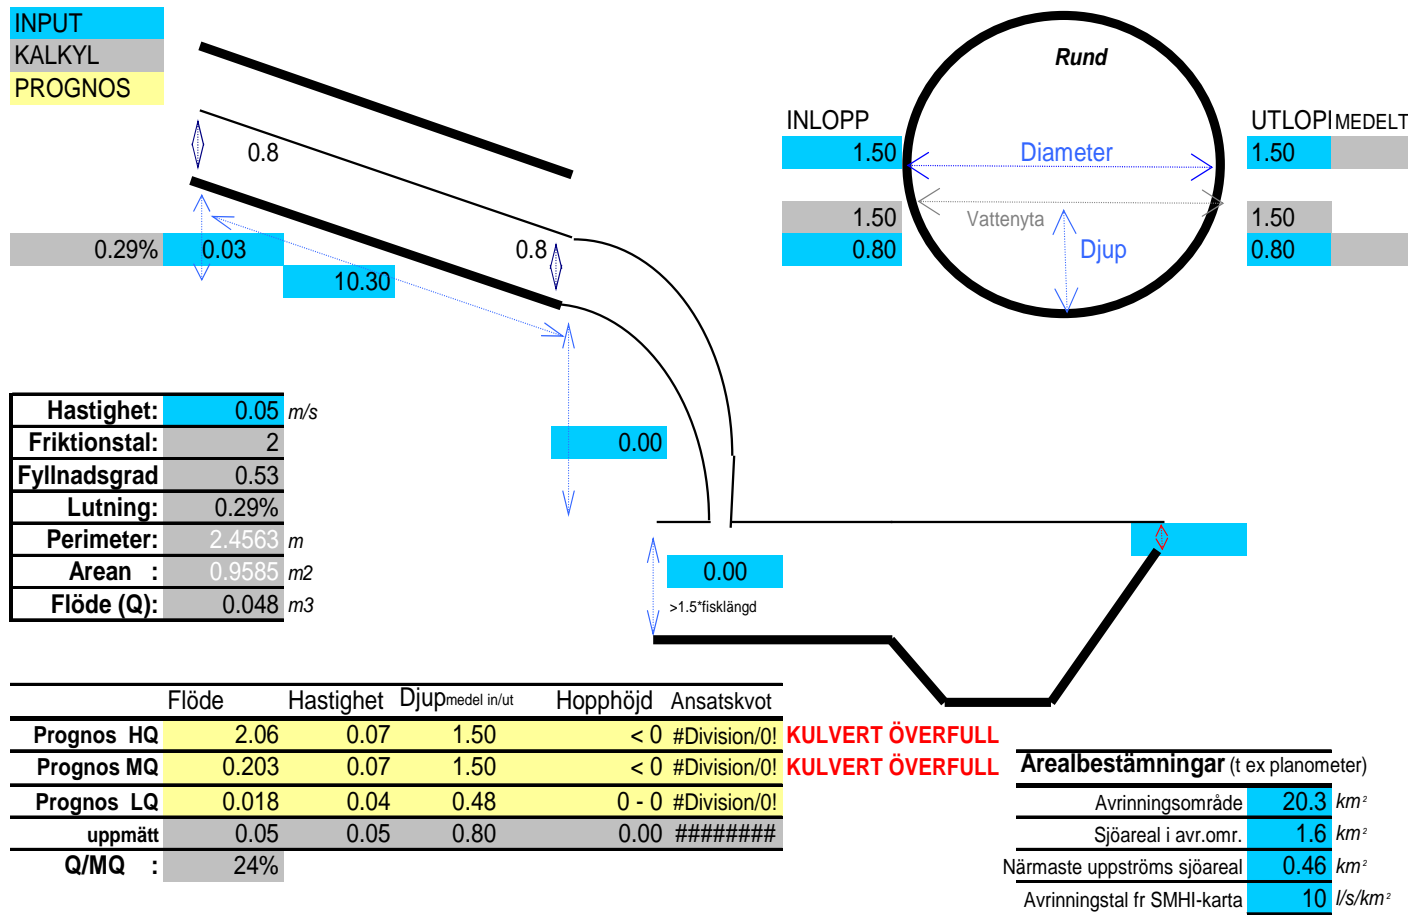 INPUT
KALKYL
PROGNOS
Rund
INLOPP
UTLOPI MEDELT
1.50 Diameter 1.50
0.8
1.50 Vattenyta 1.50
0.29% 0.03 0.8
0.80 Djup 0.80
10.30
Hastighet: 0.05 m/s
Friktionstal: 2
0.00
Fyllnadsgrad 0.53
Lutning: 0.29%
Perimeter: 2.4563 m
Arean : 0.9585 m2
0.00
Flöde (Q): 0.048 m3
>1.5*fisklängd
Flöde Hastighet Djup medel in/ut Hopphöjd Ansatskvot
Prognos HQ 2.06 0.07 1.50 < 0 #Division/0! KULVERT ÖVERFULL
Prognos MQ 0.203 0.07 1.50 < 0 #Division/0! KULVERT ÖVERFULL
Prognos LQ 0.018 0.04 0.48 0 - 0 #Division/0!
uppmätt 0.05 0.05 0.80 0.00 ########
Q/MQ : 24%
Arealbestämningar (t ex planometer)
Avrinningsområde 20.3 km²
Sjöareal i avr.omr. 1.6 km²
Närmaste uppströms sjöareal 0.46 km²
Avrinningstal fr SMHI-karta 10 l/s/km²